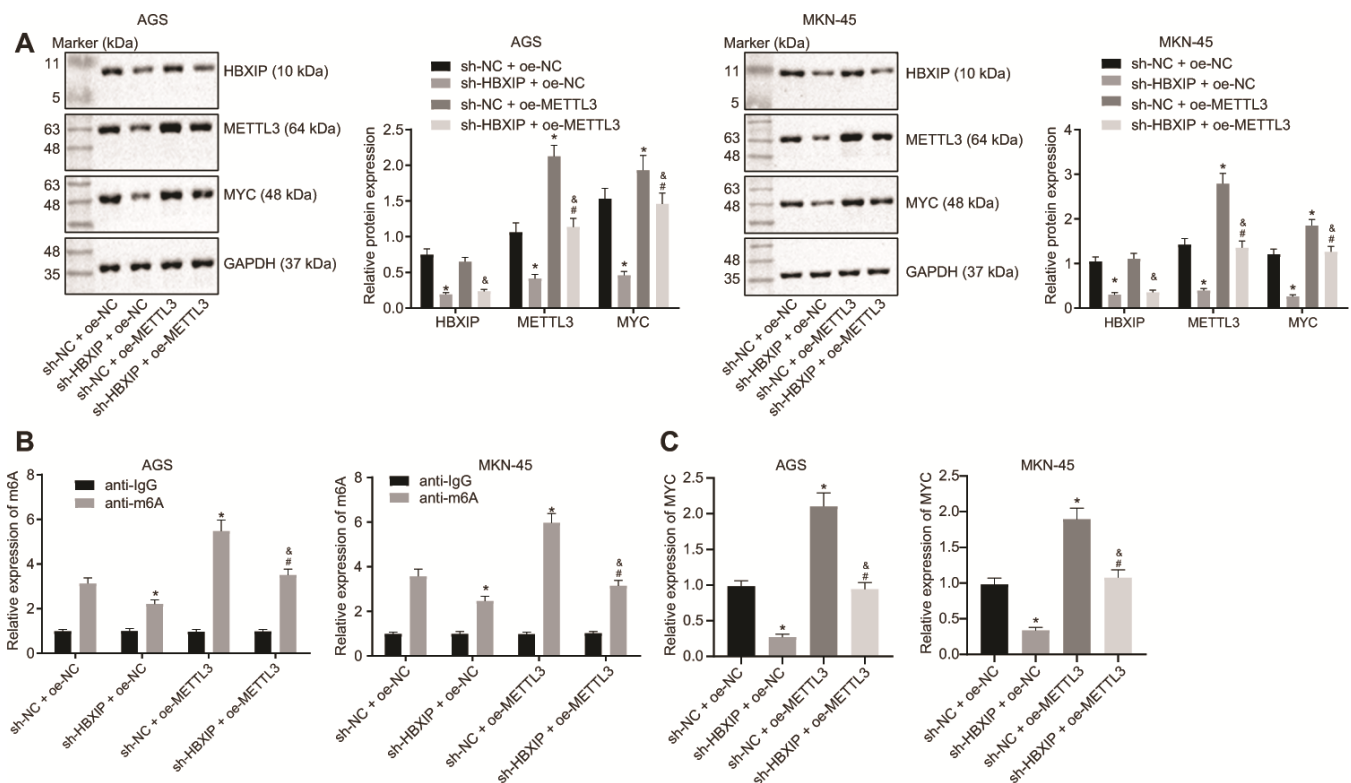 A
AGS
Marker (kDa)
11
5
HBXIP (10 kDa)
63
48
METTL3 (64 kDa)
63
48
MYC (48 kDa)
48
35
GAPDH (37 kDa)
sh-NC + oe-NC
sh-HBXIP + oe-NC
sh-NC + oe-METTL3
sh-HBXIP + oe-METTL3
AGS
sh-NC + oe-NC
sh-HBXIP + oe-NC
sh-NC + oe-METTL3
sh-HBXIP + oe-METTL3
Relative protein expression
2.5
2.0
1.5
1.0
0.5
0.0
* & * * & # * * & #
HBXIP METTL3 MYC
MKN-45
Marker (kDa)
11
5
HBXIP (10 kDa)
63
48
METTL3 (64 kDa)
63
48
MYC (48 kDa)
48
35
GAPDH (37 kDa)
sh-NC + oe-NC
sh-HBXIP + oe-NC
sh-NC + oe-METTL3
sh-HBXIP + oe-METTL3
MKN-45
sh-NC + oe-NC
sh-HBXIP + oe-NC
sh-NC + oe-METTL3
sh-HBXIP + oe-METTL3
Relative protein expression
4
3
2
1
0
* & * * & # * * & #
HBXIP METTL3 MYC
B
AGS
anti-IgG
anti-m6A
Relative expression of m6A
8
6
4
2
0
* * & #
sh-NC + oe-NC
sh-HBXIP + oe-NC
sh-NC + oe-METTL3
sh-HBXIP + oe-METTL3
MKN-45
anti-IgG
anti-m6A
Relative expression of m6A
8
6
4
2
0
* * & #
sh-NC + oe-NC
sh-HBXIP + oe-NC
sh-NC + oe-METTL3
sh-HBXIP + oe-METTL3
C
AGS
Relative expression of MYC
2.5
2.0
1.5
1.0
0.5
0.0
* * & #
sh-NC + oe-NC
sh-HBXIP + oe-NC
sh-NC + oe-METTL3
sh-HBXIP + oe-METTL3
MKN-45
Relative expression of MYC
2.5
2.0
1.5
1.0
0.5
0.0
* * & #
sh-NC + oe-NC
sh-HBXIP + oe-NC
sh-NC + oe-METTL3
sh-HBXIP + oe-METTL3